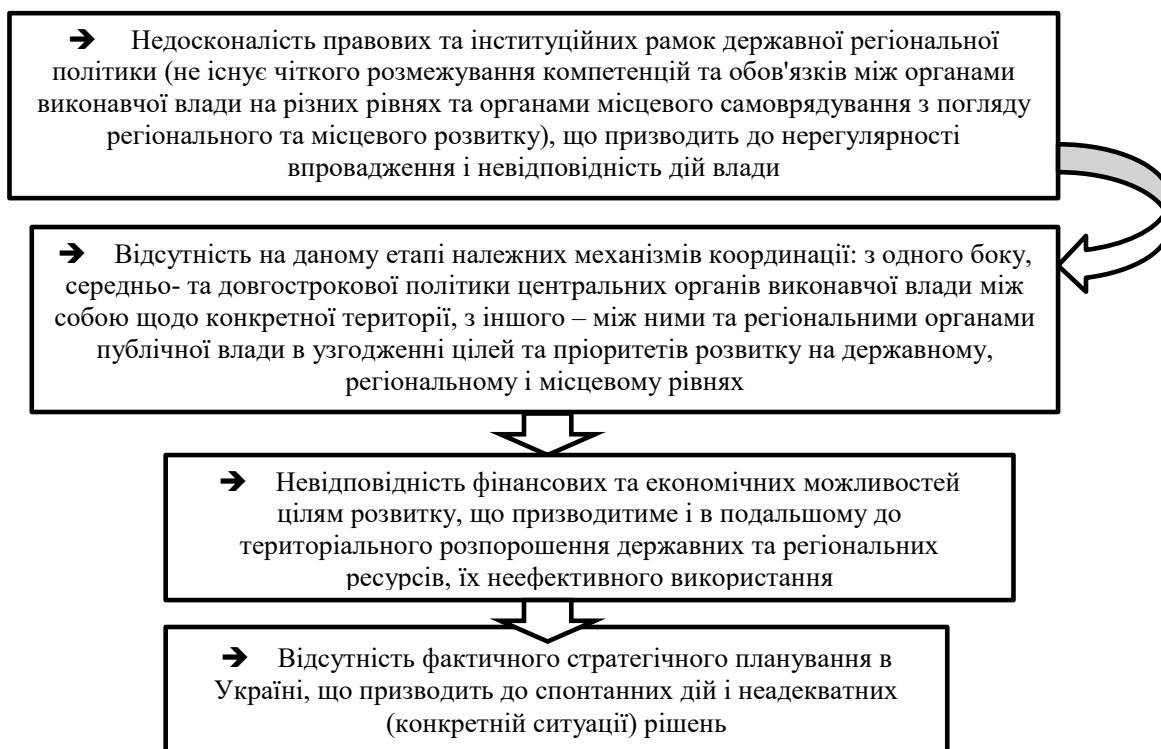 ➔ Недосконалість правових та інституційних рамок державної регіональної
політики (не існує чіткого розмежування компетенцій та обов'язків між органами
виконавчої влади на різних рівнях та органами місцевого самоврядування з погляду
регіонального та місцевого розвитку), що призводить до нерегулярності
впровадження і невідповідність дій влади
➔ Відсутність на даному етапі належних механізмів координації: з одного боку,
середньо- та довгострокової політики центральних органів виконавчої влади між
собою щодо конкретної території, з іншого – між ними та регіональними органами
публічної влади в узгодженні цілей та пріоритетів розвитку на державному,
регіональному і місцевому рівнях
➔ Невідповідність фінансових та економічних можливостей
цілям розвитку, що призводитиме і в подальшому до
територіального розпорошення державних та регіональних
ресурсів, їх неефективного використання
➔ Відсутність фактичного стратегічного планування в
Україні, що призводить до спонтанних дій і неадекватних
(конкретній ситуації) рішень